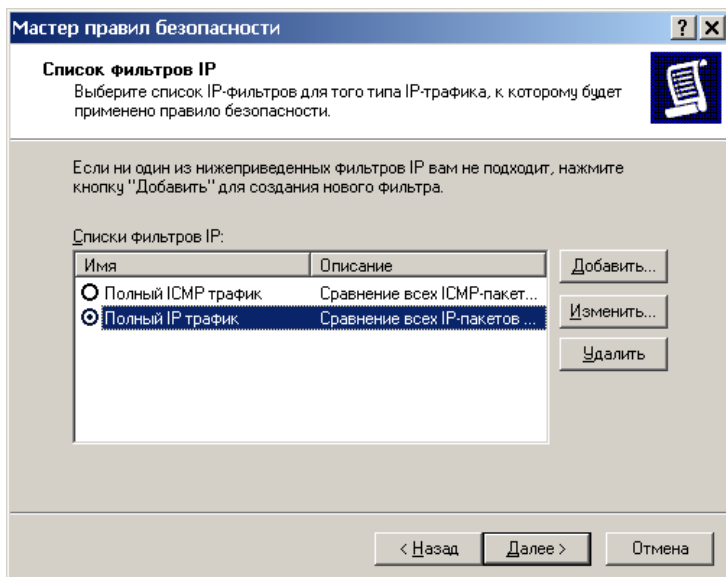 Мастер правил безопасности
Список фильтров IP
Выберите список IP-фильтров для того типа IP-трафика, к которому будет
применено правило безопасности.
Если ни один из нижеприведенных фильтров IP вам не подходит, нажмите
кнопку "Добавить" для создания нового фильтра.
Списки фильтров IP:
Имя Описание
Полный ICMP трафик Сравнение всех ICMP-пакет...
Полный IP трафик Сравнение всех IP-пакетов ...
Добавить...
Изменить...
Удалить
< Назад Далее > Отмена